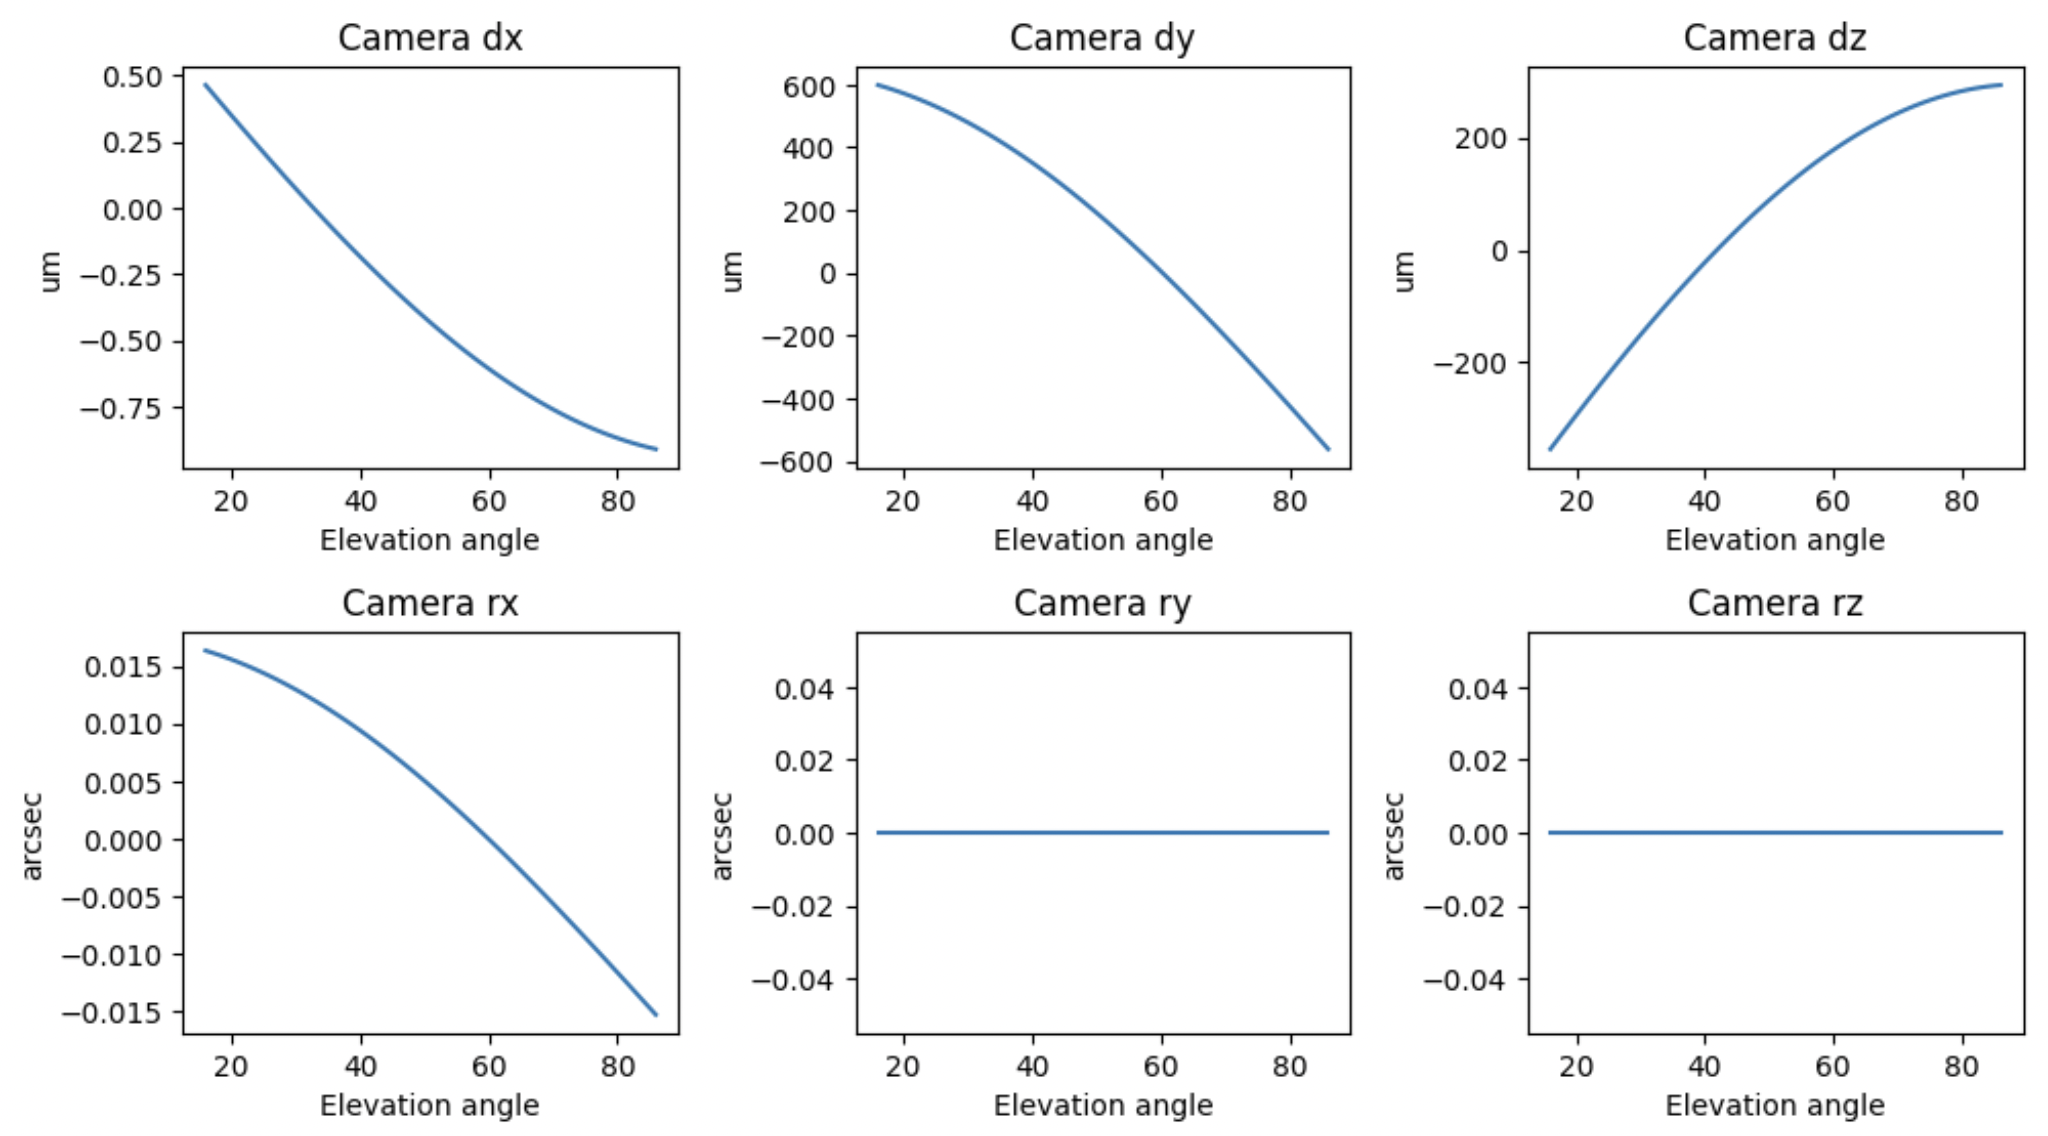 Camera dx
0.50
0.25
0.00
−0.25
−0.50
−0.75
um
20 40 60 80
Elevation angle
Camera dy
600
400
200
0
−200
−400
−600
um
20 40 60 80
Elevation angle
Camera dz
200
0
−200
um
20 40 60 80
Elevation angle
Camera rx
0.015
0.010
0.005
0.000
−0.005
−0.010
−0.015
arcsec
20 40 60 80
Elevation angle
Camera ry
0.04
0.02
0.00
−0.02
−0.04
arcsec
20 40 60 80
Elevation angle
Camera rz
0.04
0.02
0.00
−0.02
−0.04
arcsec
20 40 60 80
Elevation angle